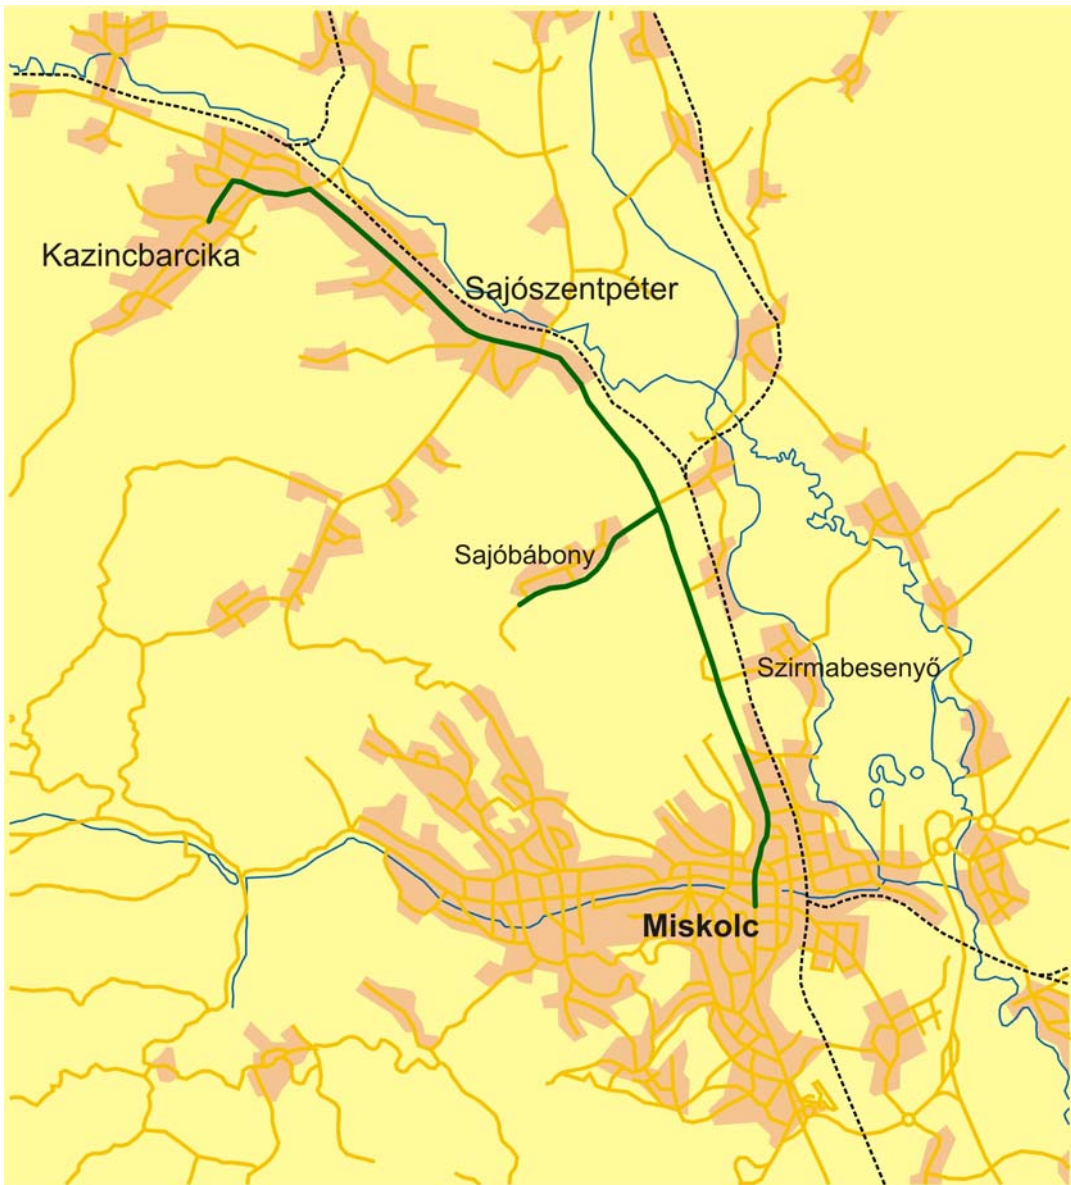 Kazincbarcika
Sajószentpéter
Sajóbábony
Szirmabesenyő
Miskolc